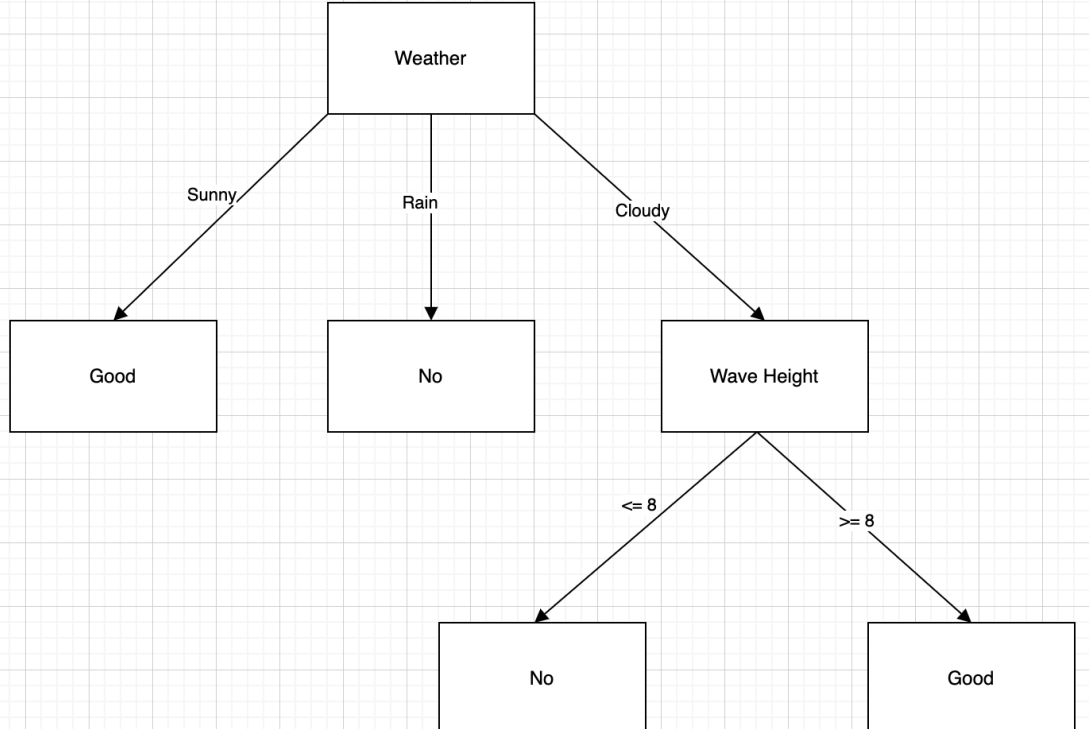 Weather
Sunny
Rain
Cloudy
Good
No
Wave Height
<= 8
>= 8
No
Good